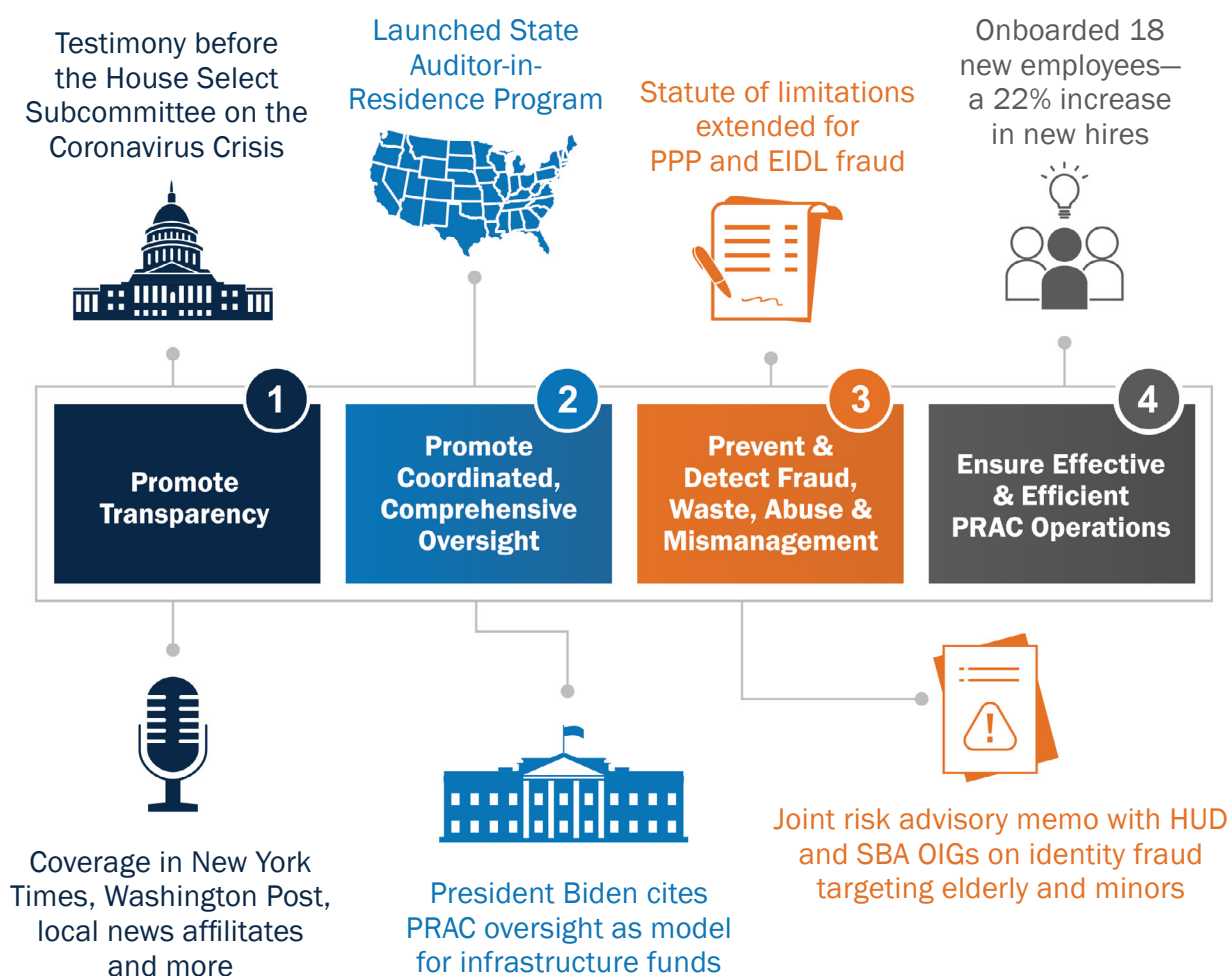 Testimony before
the House Select
Subcommittee on the
Coronavirus Crisis
Launched State
Auditor-in-
Residence Program
Statute of limitations
extended for
PPP and EIDL fraud
Onboarded 18
new employees—
a 22% increase
in new hires
1
Promote
Transparency
2
Promote
Coordinated,
Comprehensive
Oversight
3
Prevent &
Detect Fraud,
Waste, Abuse &
Mismanagement
4
Ensure Effective
& Efficient
PRAC Operations
Coverage in New York
Times, Washington Post,
local news affilitates
and more
President Biden cites
PRAC oversight as model
for infrastructure funds
!
Joint risk advisory memo with HUD
and SBA OIGs on identity fraud
targeting elderly and minors